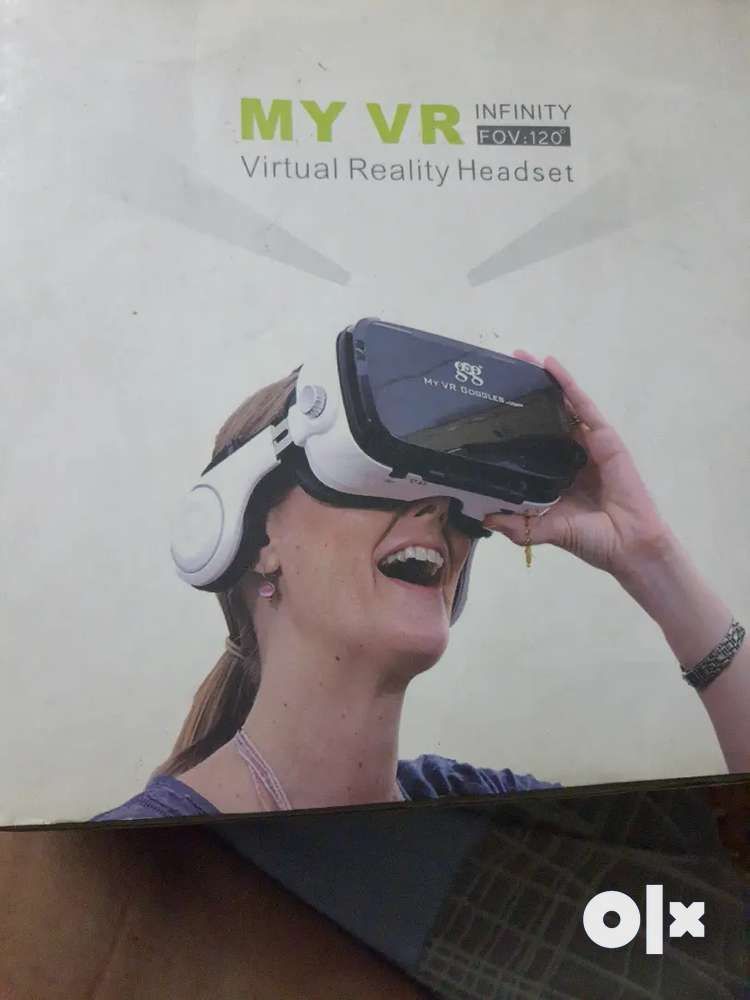 MY VR INFINITY
FOV:120°
Virtual Reality Headset
MY VR GOGGLES
olx